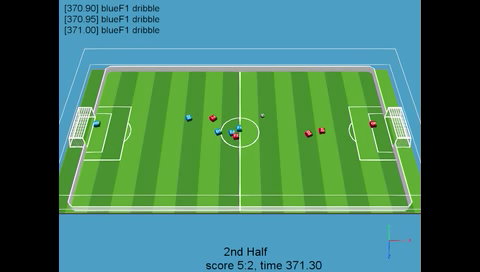 [370.90] blueF1 dribble
[370.95] blueF1 dribble
[371.00] blueF1 dribble
2nd Half
score 5:2, time 371.30